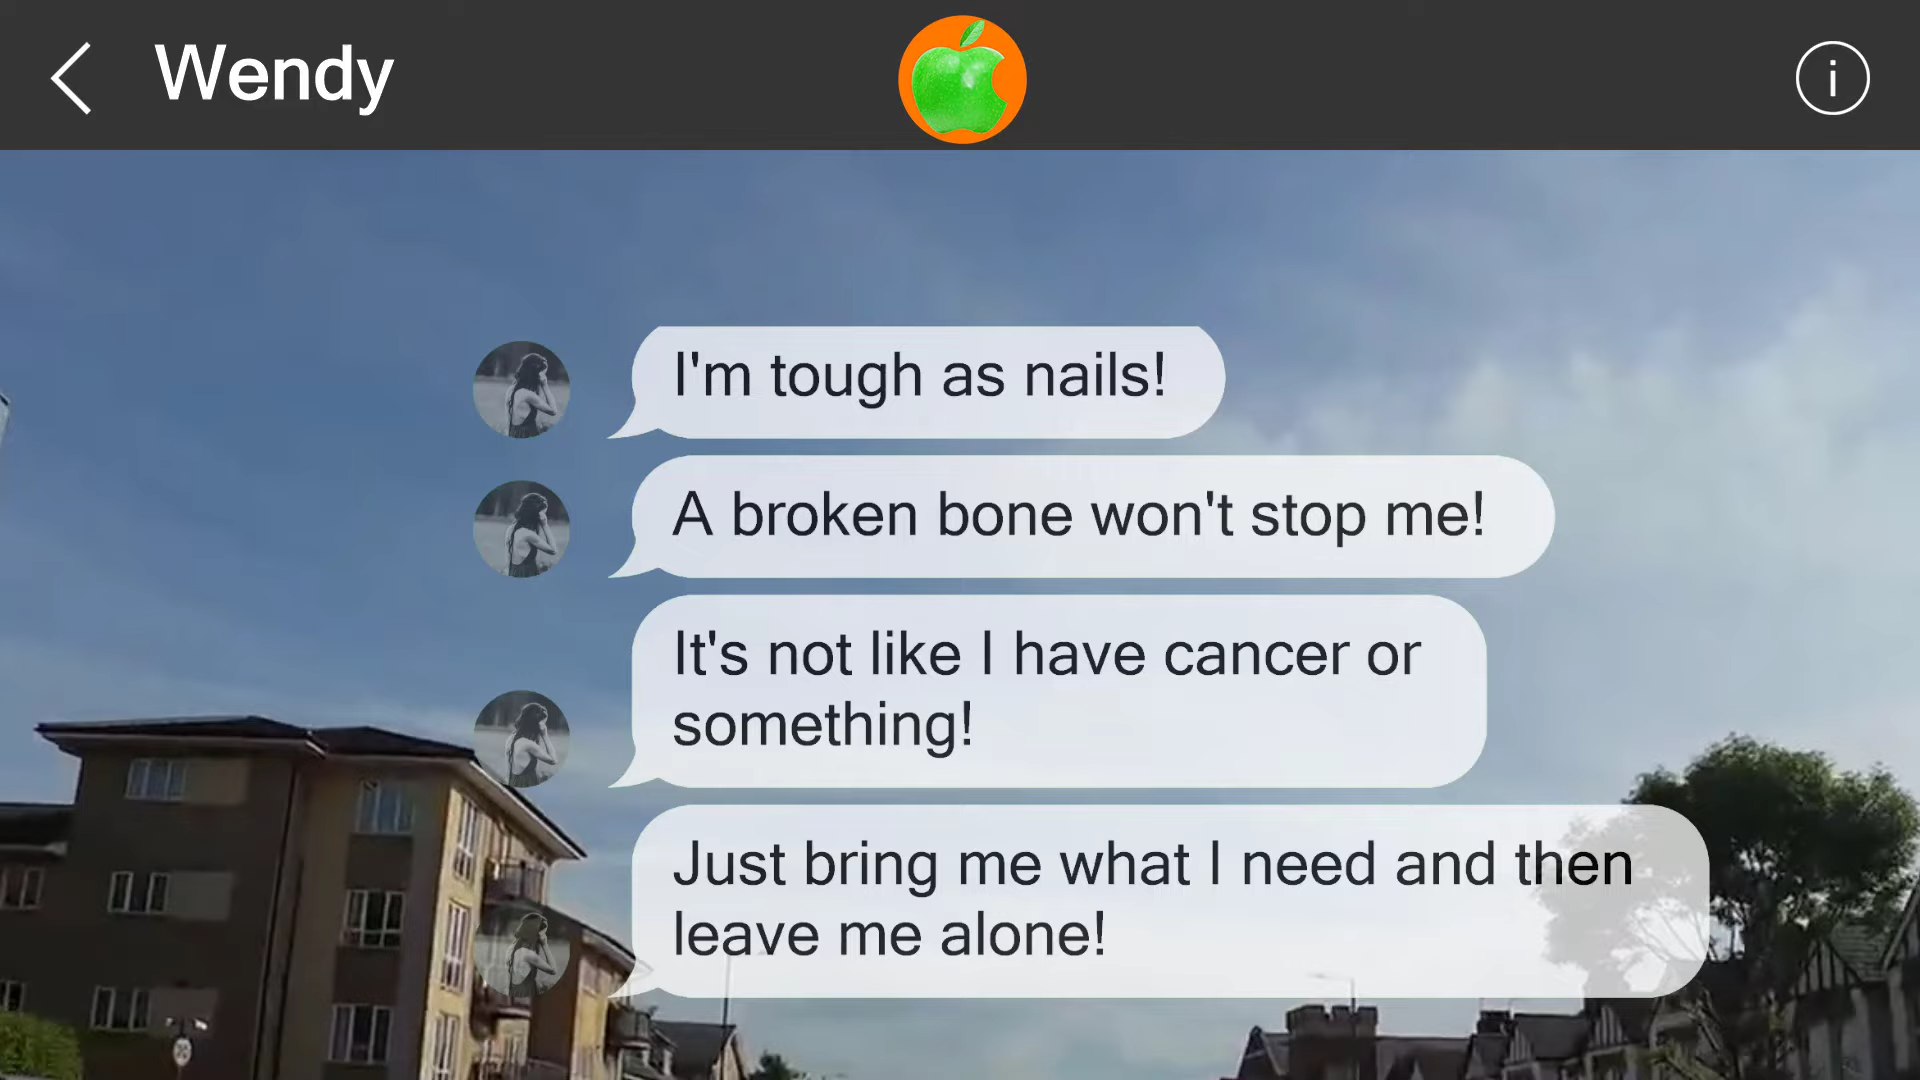 Wendy
i
I'm tough as nails!
A broken bone won't stop me!
It's not like I have cancer or
something!
Just bring me what I need and then
leave me alone!